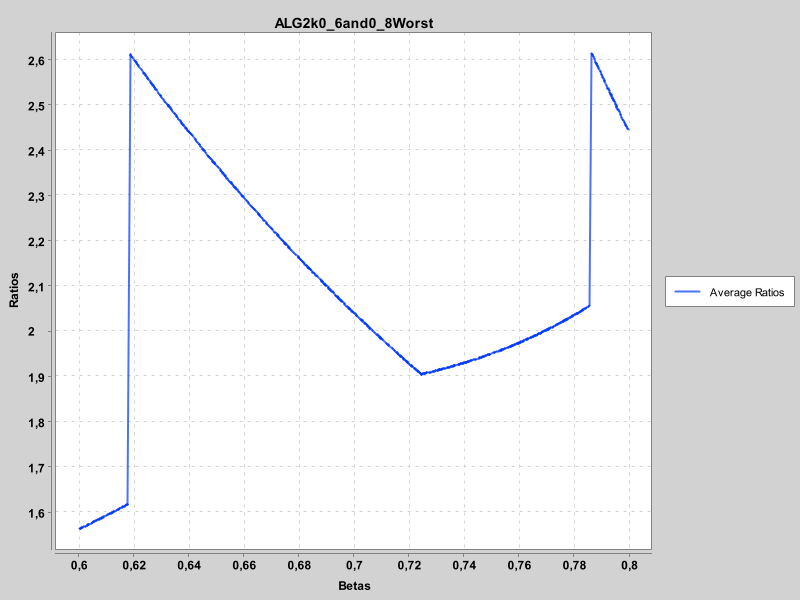 ALG2k0_6and0_8Worst
2,6
2,5
2,4
2,3
2,2
2,1
2
1,9
1,8
1,7
1,6
Ratios
0,6 0,62 0,64 0,66 0,68 0,7 0,72 0,74 0,76 0,78 0,8
Betas
Average Ratios